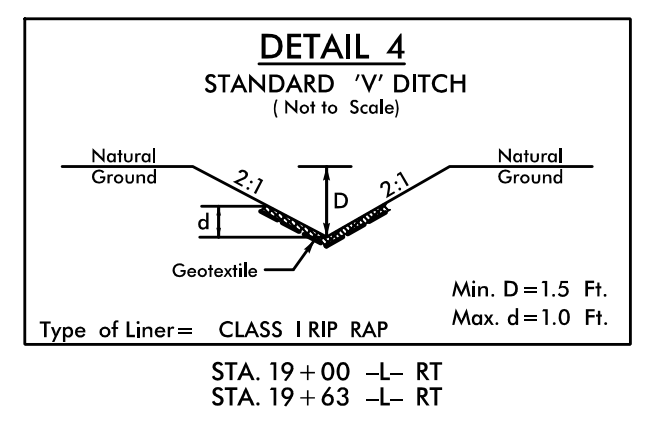 DETAIL 4
STANDARD 'V' DITCH
( Not to Scale)
Natural
Ground
2:1
D
2:1
Natural
Ground
d
Geotextile
Min. D=1.5 Ft.
Max. d=1.0 Ft.
Type of Liner= CLASS I RIP RAP
STA. 19+00 -L- RT
STA. 19+63 -L- RT